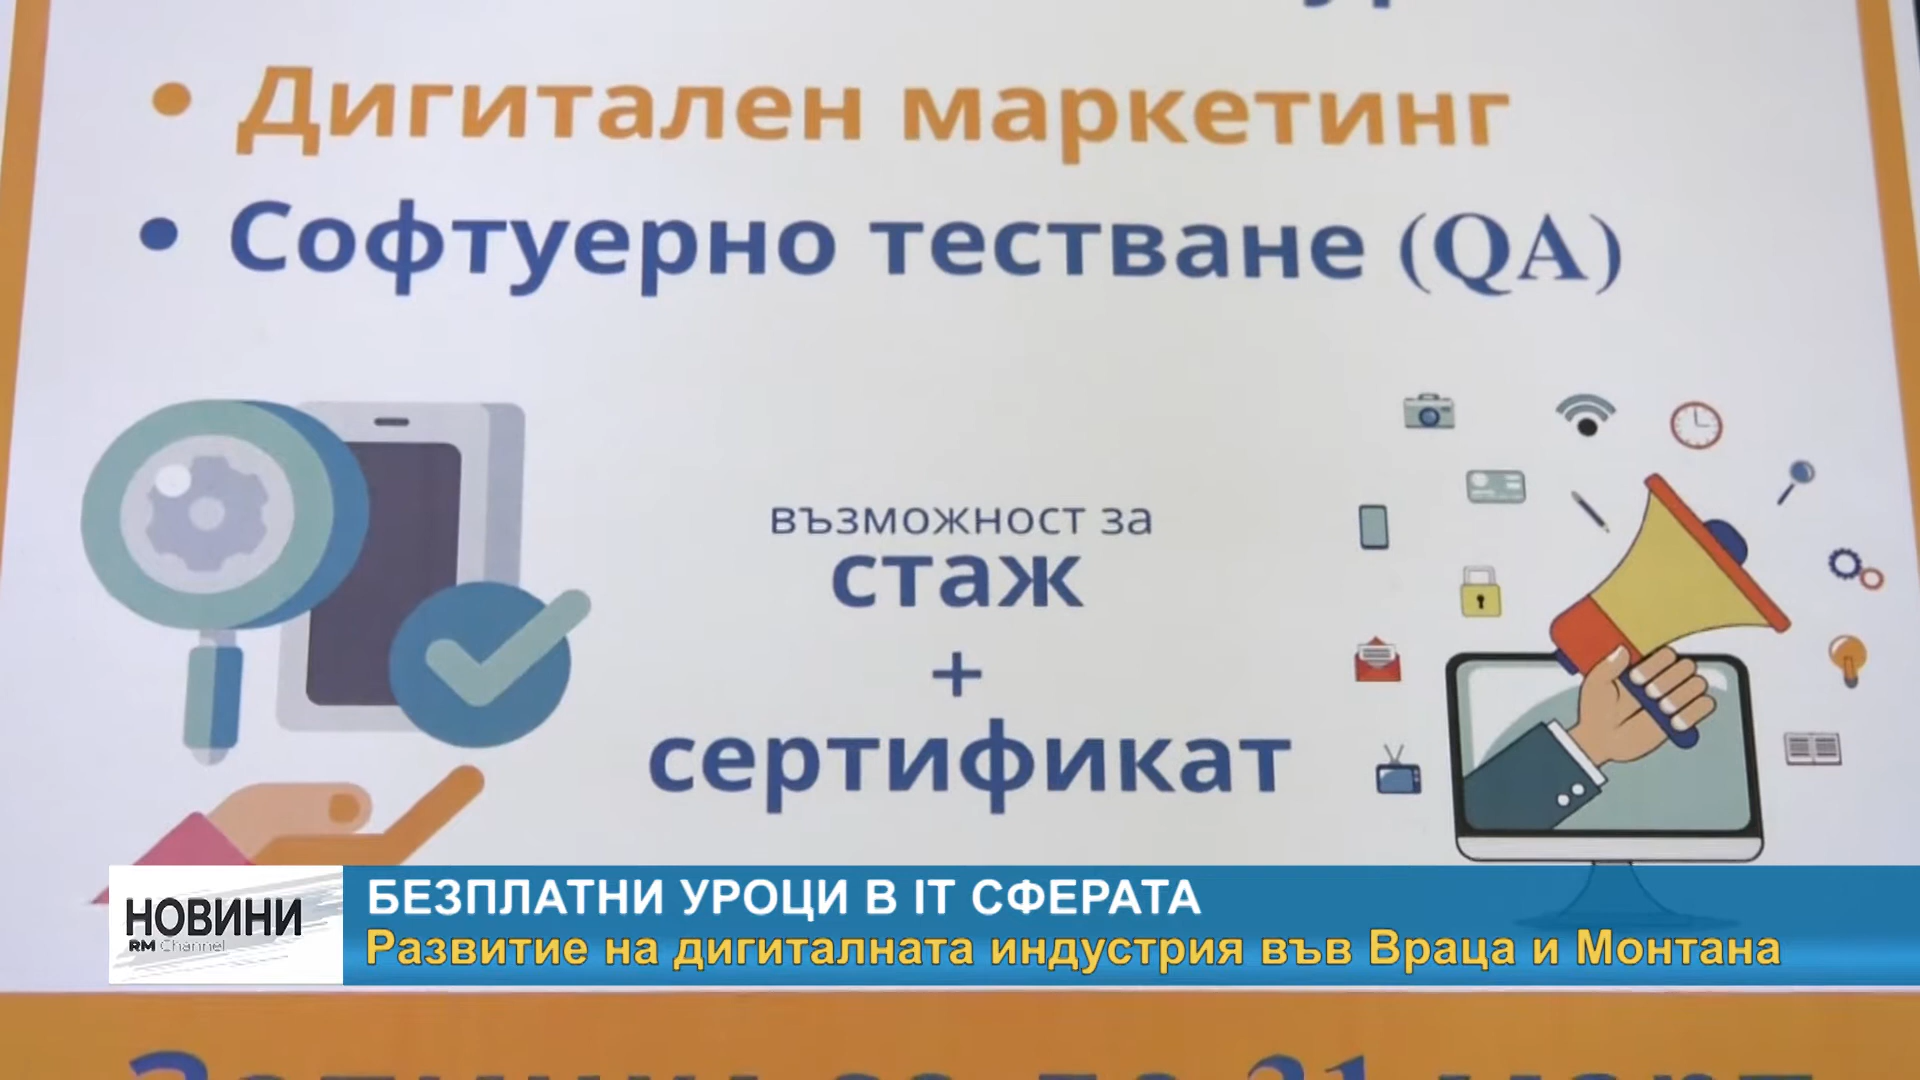 • Дигитален маркетинг
• Софтуерно тестване (QA)
възможност за
стаж
+
сертификат
НОВИНИ
RM Channel
БЕЗПЛАТНИ УРОЦИ В IT СФЕРАТА
Развитие на дигиталната индустрия във Враца и Монтана